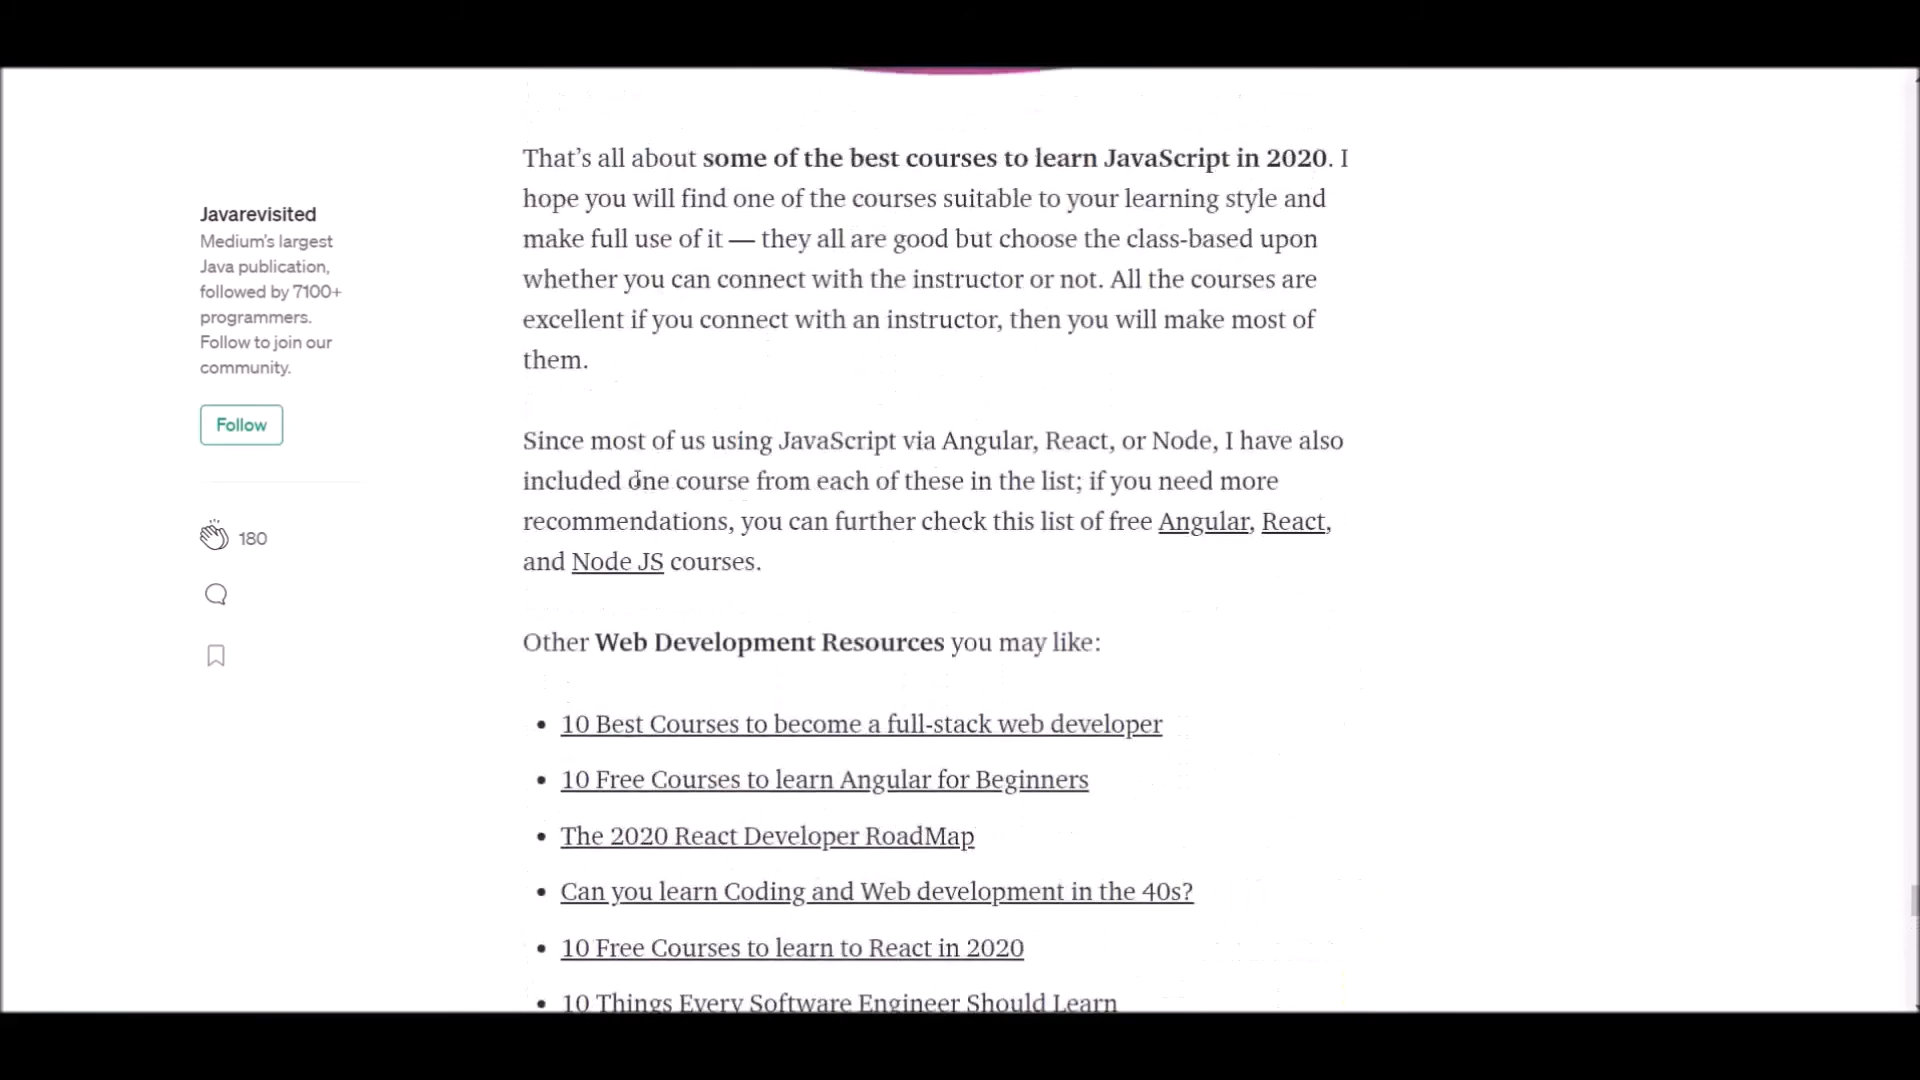 Javarevisited
Medium's largest
Java publication,
followed by 7100+
programmers.
Follow to join our
community.
Follow
180
That’s all about some of the best courses to learn JavaScript in 2020. I
hope you will find one of the courses suitable to your learning style and
make full use of it — they all are good but choose the class-based upon
whether you can connect with the instructor or not. All the courses are
excellent if you connect with an instructor, then you will make most of
them.
Since most of us using JavaScript via Angular, React, or Node, I have also
included one course from each of these in the list; if you need more
recommendations, you can further check this list of free Angular, React,
and Node JS courses.
Other Web Development Resources you may like:
• 10 Best Courses to become a full-stack web developer
• 10 Free Courses to learn Angular for Beginners
• The 2020 React Developer RoadMap
• Can you learn Coding and Web development in the 40s?
• 10 Free Courses to learn to React in 2020
• 10 Things Every Software Engineer Should Learn